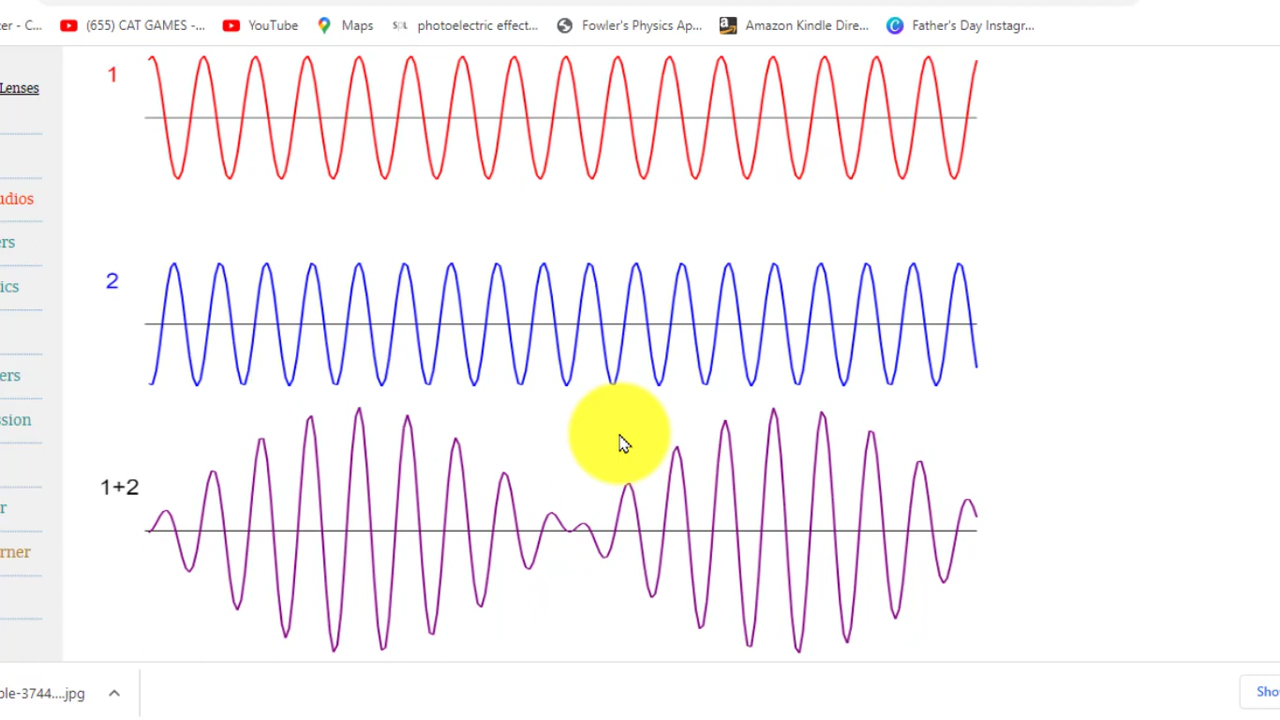 er - C... (655) CAT GAMES -... YouTube Maps photoelectric effect... Fowler's Physics Ap... Amazon Kindle Dire... Father's Day Instagr...
1
Lenses
udios
ers
2
ics
ers
ssion
1+2
r
rner
ple-3744....jpg
Sho